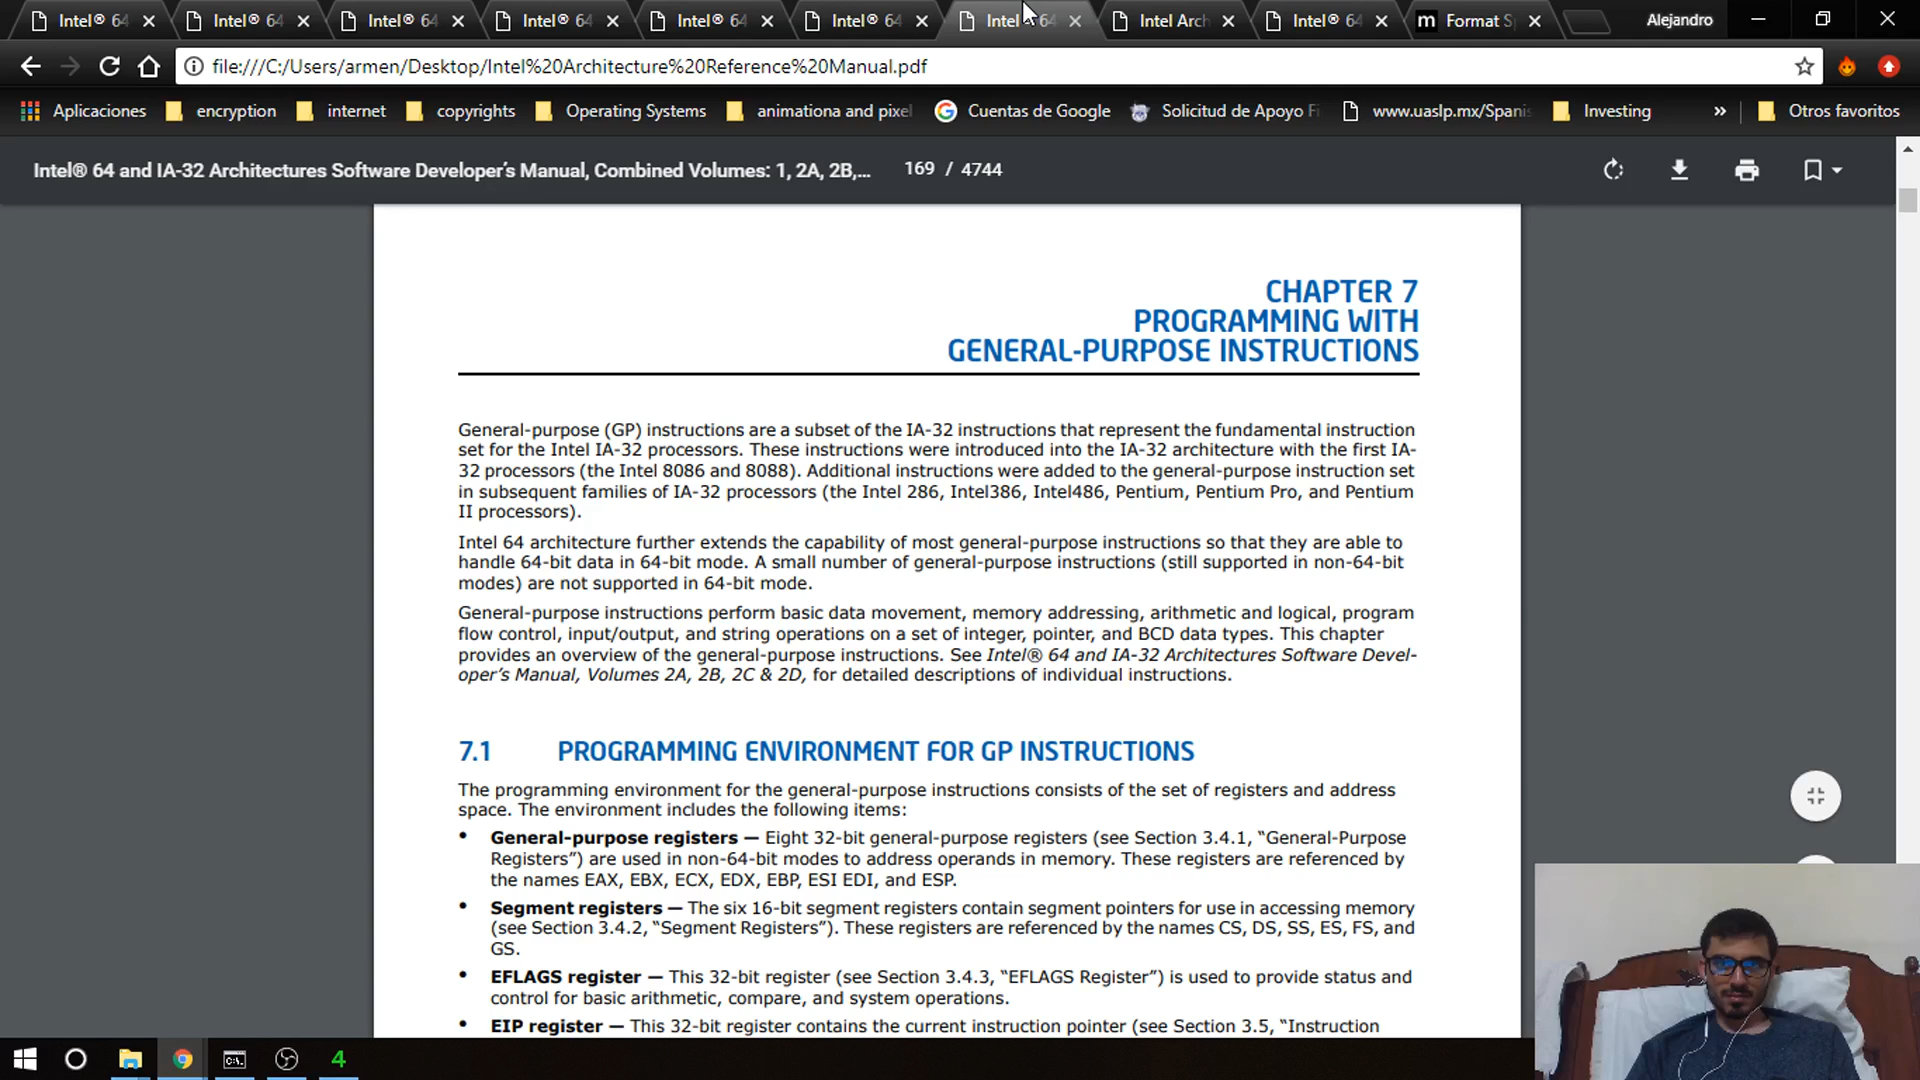 Intel® 64
Intel® 64
Intel® 64
Intel® 64
Intel® 64
Intel® 64
Intel 64
Intel Arch
Intel® 64
m Format S
Alejandro
file:///C:/Users/armen/Desktop/Intel%20Architecture%20Reference%20Manual.pdf
Aplicaciones
encryption
internet
copyrights
Operating Systems
animationa and pixel
Cuentas de Google
Solicitud de Apoyo Fi
www.uaslp.mx/Spanis
Investing
»
Otros favoritos
Intel® 64 and IA-32 Architectures Software Developer's Manual, Combined Volumes: 1, 2A, 2B,...
169 / 4744
CHAPTER 7
PROGRAMMING WITH
GENERAL-PURPOSE INSTRUCTIONS
General-purpose (GP) instructions are a subset of the IA-32 instructions that represent the fundamental instruction
set for the Intel IA-32 processors. These instructions were introduced into the IA-32 architecture with the first IA-
32 processors (the Intel 8086 and 8088). Additional instructions were added to the general-purpose instruction set
in subsequent families of IA-32 processors (the Intel 286, Intel386, Intel486, Pentium, Pentium Pro, and Pentium
II processors).
Intel 64 architecture further extends the capability of most general-purpose instructions so that they are able to
handle 64-bit data in 64-bit mode. A small number of general-purpose instructions (still supported in non-64-bit
modes) are not supported in 64-bit mode.
General-purpose instructions perform basic data movement, memory addressing, arithmetic and logical, program
flow control, input/output, and string operations on a set of integer, pointer, and BCD data types. This chapter
provides an overview of the general-purpose instructions. See Intel® 64 and IA-32 Architectures Software Devel-
oper's Manual, Volumes 2A, 2B, 2C & 2D, for detailed descriptions of individual instructions.
7.1 PROGRAMMING ENVIRONMENT FOR GP INSTRUCTIONS
The programming environment for the general-purpose instructions consists of the set of registers and address
space. The environment includes the following items:
• General-purpose registers — Eight 32-bit general-purpose registers (see Section 3.4.1, “General-Purpose
Registers”) are used in non-64-bit modes to address operands in memory. These registers are referenced by
the names EAX, EBX, ECX, EDX, EBP, ESI EDI, and ESP.
• Segment registers — The six 16-bit segment registers contain segment pointers for use in accessing memory
(see Section 3.4.2, “Segment Registers”). These registers are referenced by the names CS, DS, SS, ES, FS, and
GS.
• EFLAGS register — This 32-bit register (see Section 3.4.3, “EFLAGS Register”) is used to provide status and
control for basic arithmetic, compare, and system operations.
• EIP register — This 32-bit register contains the current instruction pointer (see Section 3.5, “Instruction
4